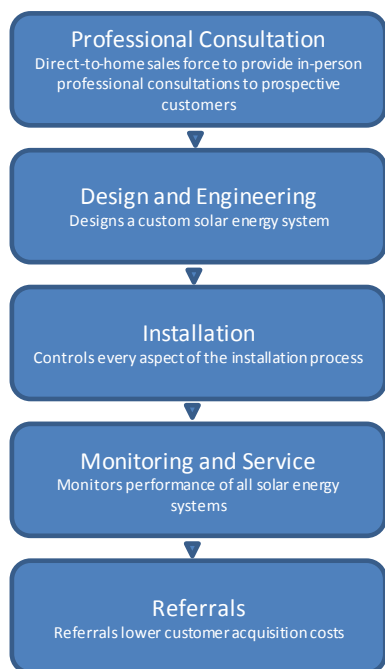 Professional Consultation
Direct-to-home sales force to provide in-person
professional consultations to prospective
customers
Design and Engineering
Designs a custom solar energy system
Installation
Controls every aspect of the installation process
Monitoring and Service
Monitors performance of all solar energy
systems
Referrals
Referrals lower customer acquisition costs